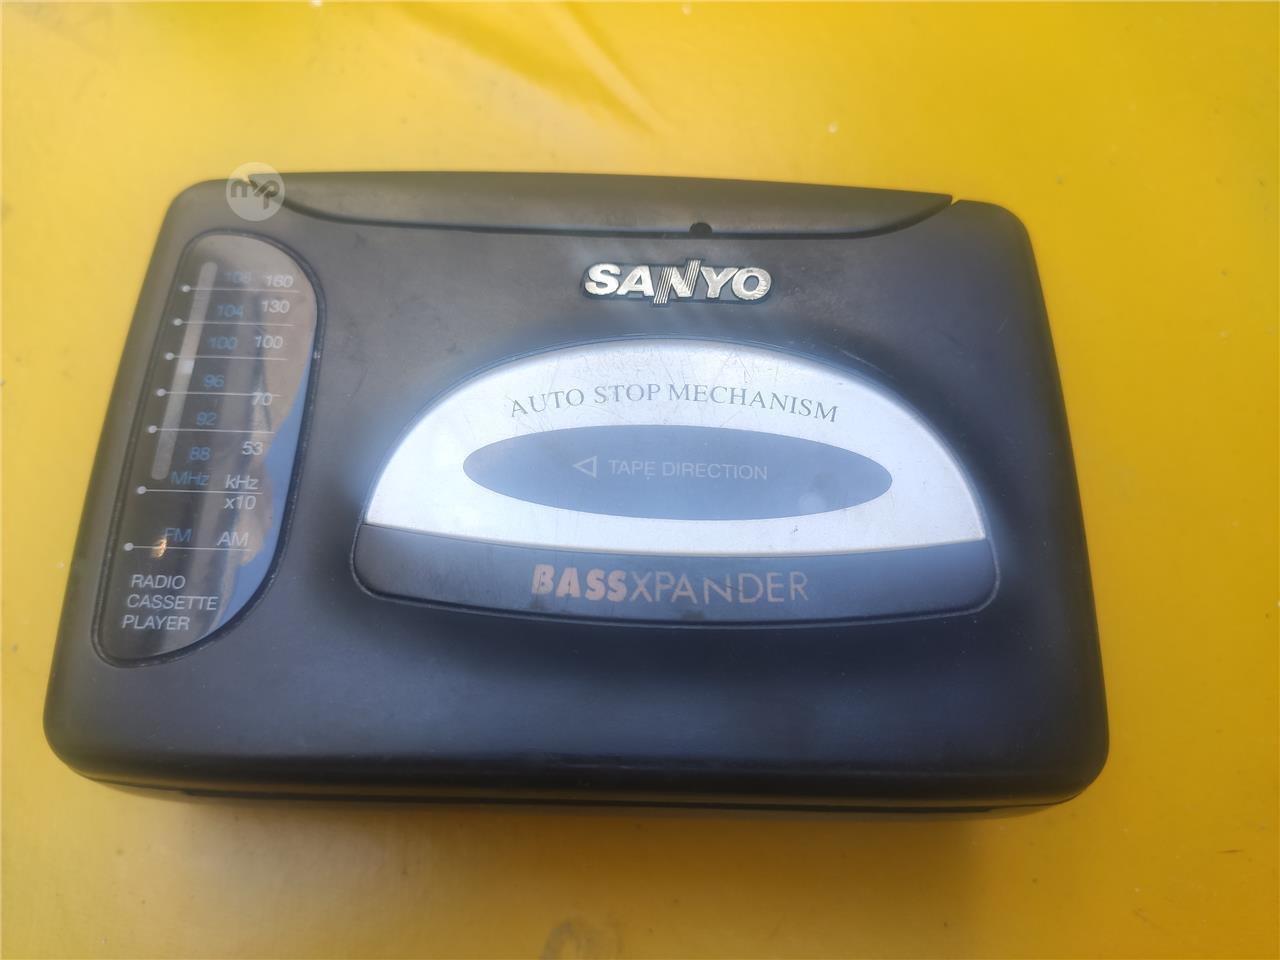 SANYO
AUTO STOP MECHANISM
TAPE DIRECTION
BASSXPANDER
108 160
104 130
100 100
96
70
92
53
88
MHz kHz
x10
FM AM
RADIO
CASSETTE
PLAYER